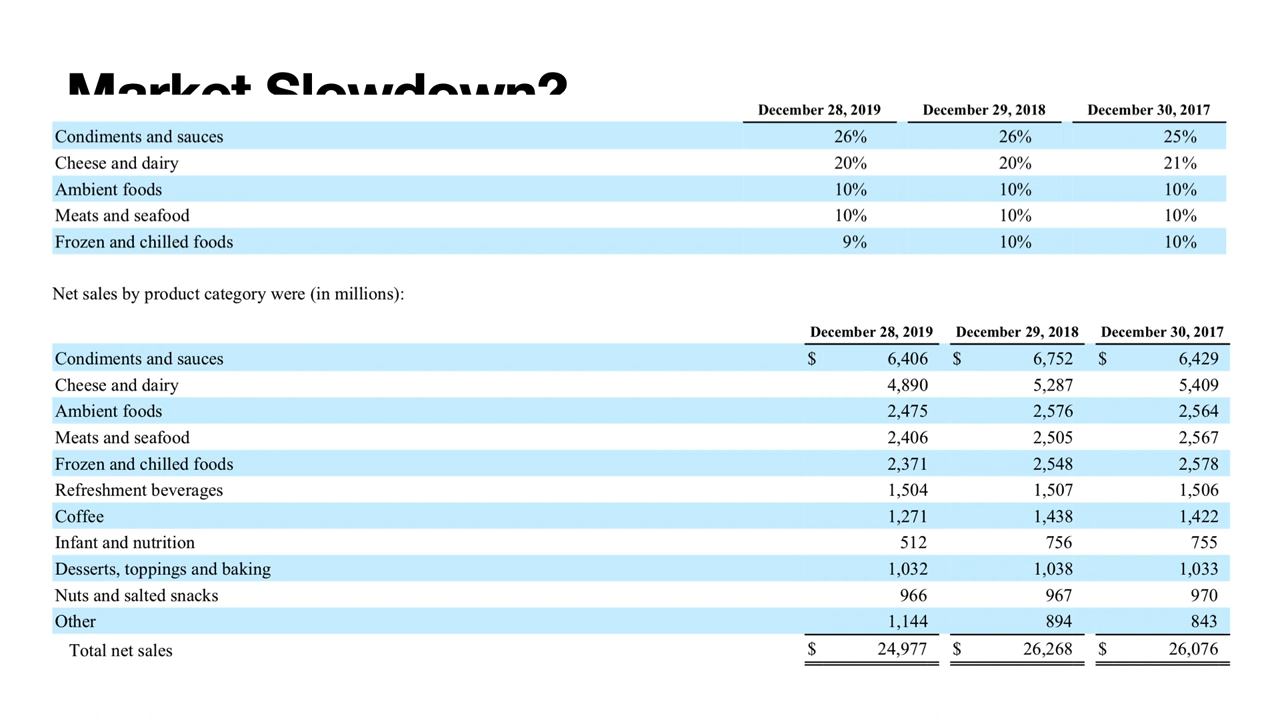 Market Slowdown?
December 28, 2019 December 29, 2018 December 30, 2017
Condiments and sauces 26% 26% 25%
Cheese and dairy 20% 20% 21%
Ambient foods 10% 10% 10%
Meats and seafood 10% 10% 10%
Frozen and chilled foods 9% 10% 10%
Net sales by product category were (in millions):
December 28, 2019 December 29, 2018 December 30, 2017
Condiments and sauces $ 6,406 $ 6,752 $ 6,429
Cheese and dairy 4,890 5,287 5,409
Ambient foods 2,475 2,576 2,564
Meats and seafood 2,406 2,505 2,567
Frozen and chilled foods 2,371 2,548 2,578
Refreshment beverages 1,504 1,507 1,506
Coffee 1,271 1,438 1,422
Infant and nutrition 512 756 755
Desserts, toppings and baking 1,032 1,038 1,033
Nuts and salted snacks 966 967 970
Other 1,144 894 843
Total net sales $ 24,977 $ 26,268 $ 26,076